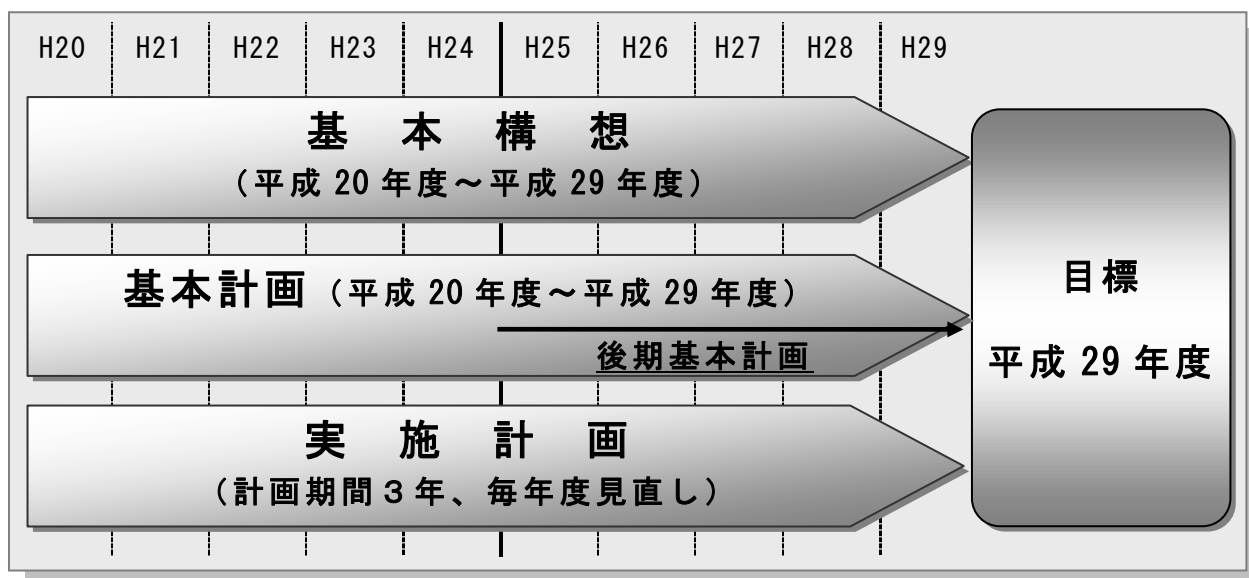 H20 H21 H22 H23 H24 H25 H26 H27 H28 H29
基本構想
（平成 20 年度～平成 29 年度）
基本計画（平成 20 年度～平成 29 年度）
後期基本計画
実施計画
（計画期間３年、毎年度見直し）
目標
平成 29 年度